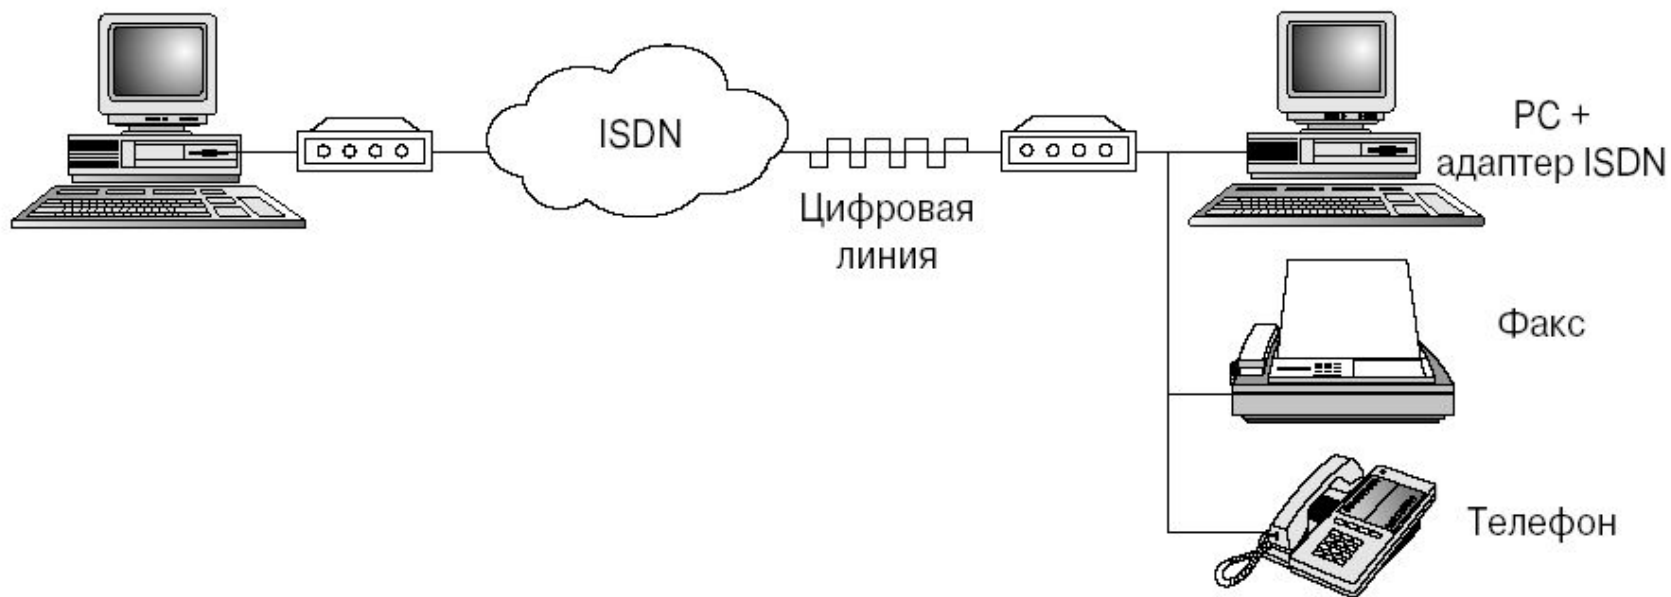 ISDN
Цифровая
линия
PC +
адаптер ISDN
Факс
Телефон